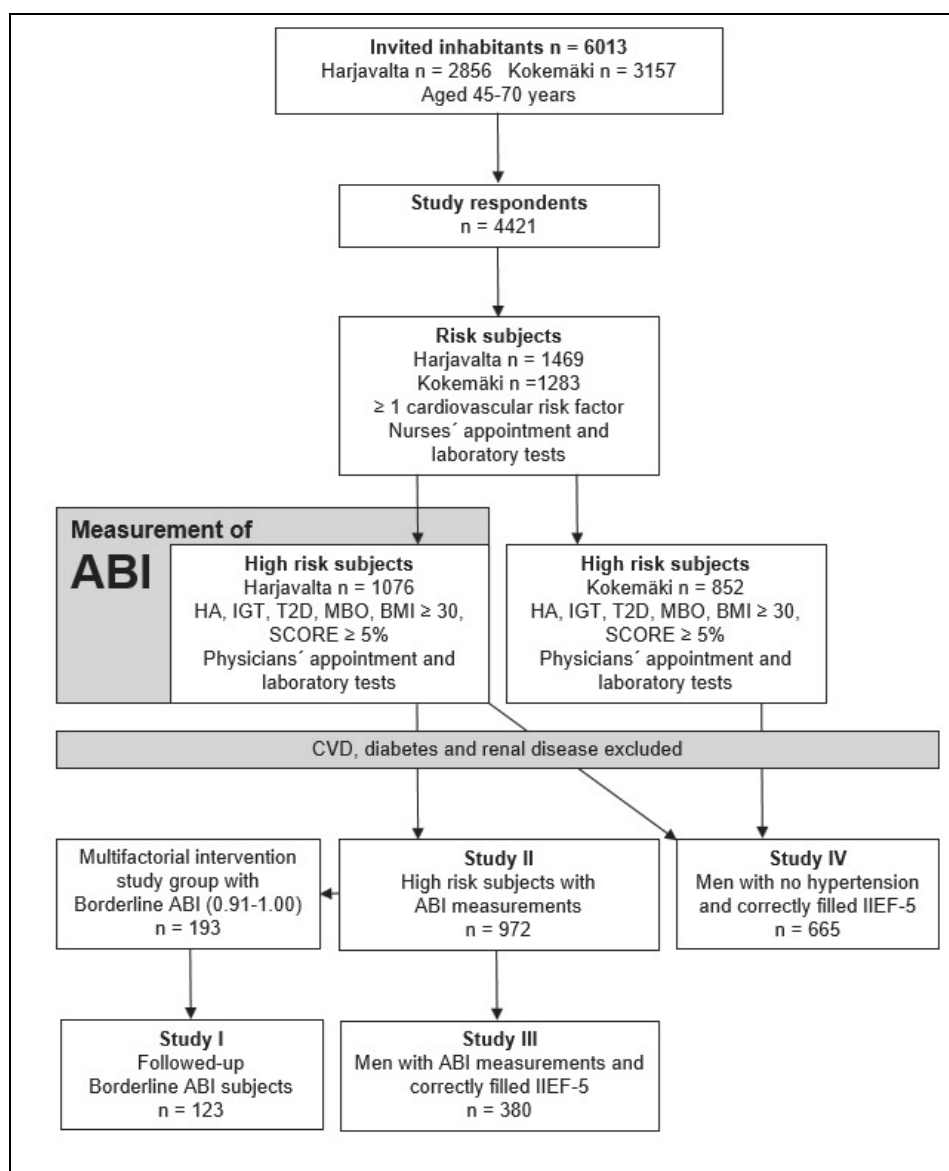 Invited inhabitants n = 6013
Harjavalta n = 2856 Kokemäki n = 3157
Aged 45-70 years
Study respondents
n = 4421
Risk subjects
Harjavalta n = 1469
Kokemäki n =1283
≥ 1 cardiovascular risk factor
Nurses´ appointment and
laboratory tests
Measurement of
ABI
High risk subjects
Harjavalta n = 1076
HA, IGT, T2D, MBO, BMI ≥ 30,
SCORE ≥ 5%
Physicians´ appointment and
laboratory tests
High risk subjects
Kokemäki n = 852
HA, IGT, T2D, MBO, BMI ≥ 30,
SCORE ≥ 5%
Physicians´ appointment and
laboratory tests
CVD, diabetes and renal disease excluded
Multifactorial intervention
study group with
Borderline ABI (0.91-1.00)
n = 193
Study II
High risk subjects with
ABI measurements
n = 972
Study IV
Men with no hypertension
and correctly filled IIEF-5
n = 665
Study I
Followed-up
Borderline ABI subjects
n = 123
Study III
Men with ABI measurements and
correctly filled IIEF-5
n = 380